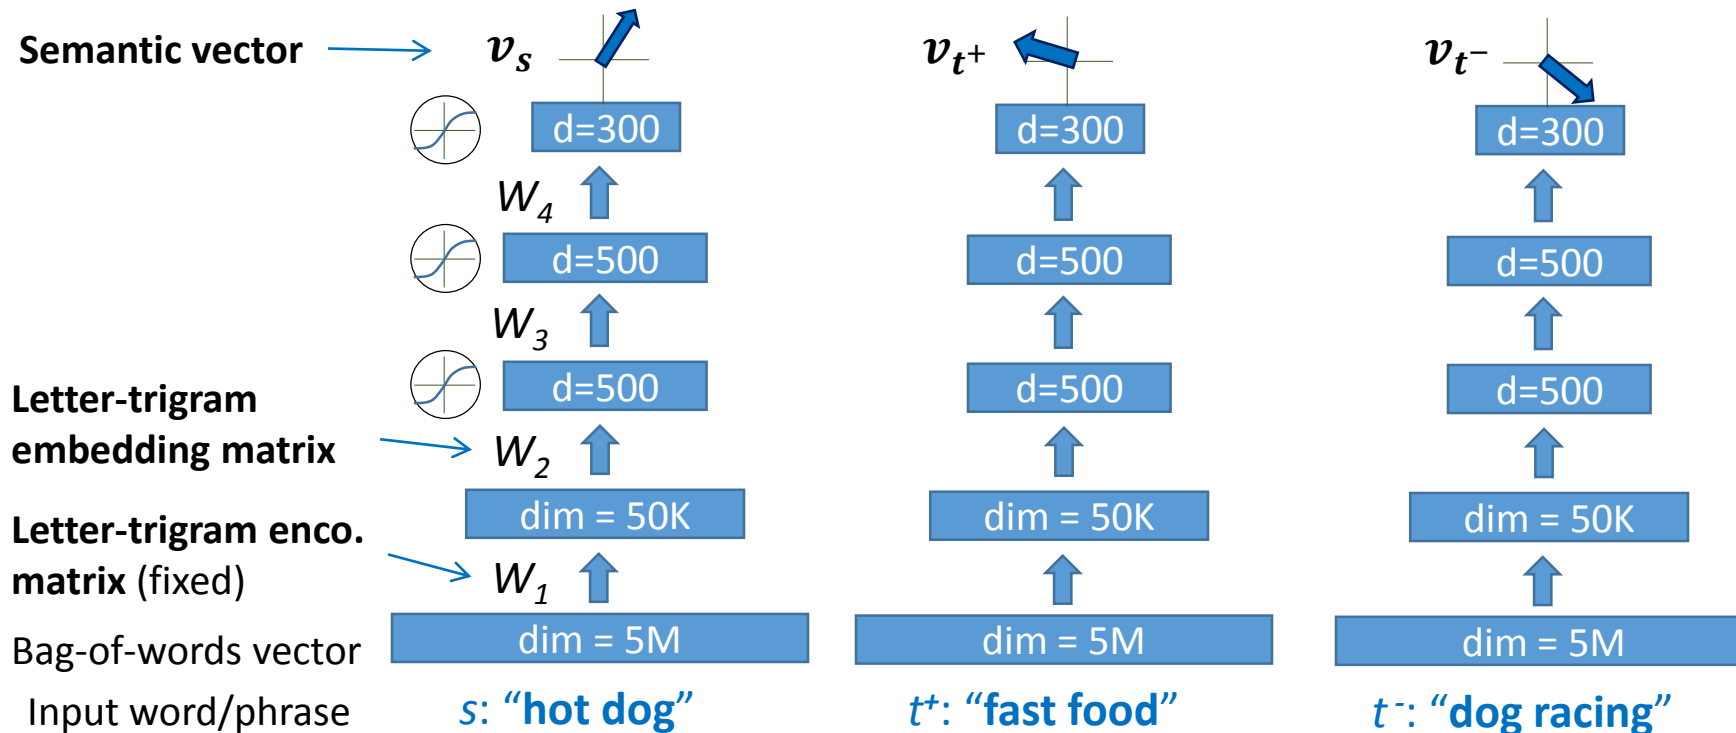 Semantic vector
v_s
v_{t^+}
v_{t^-}
d=300
d=300
d=300
W_4
d=500
d=500
d=500
W_3
d=500
d=500
d=500
Letter-trigram
embedding matrix
W_2
dim = 50K
dim = 50K
dim = 50K
Letter-trigram enco.
matrix (fixed)
W_1
dim = 5M
dim = 5M
dim = 5M
Bag-of-words vector
Input word/phrase
s: “hot dog”
t⁺: “fast food”
t⁻: “dog racing”